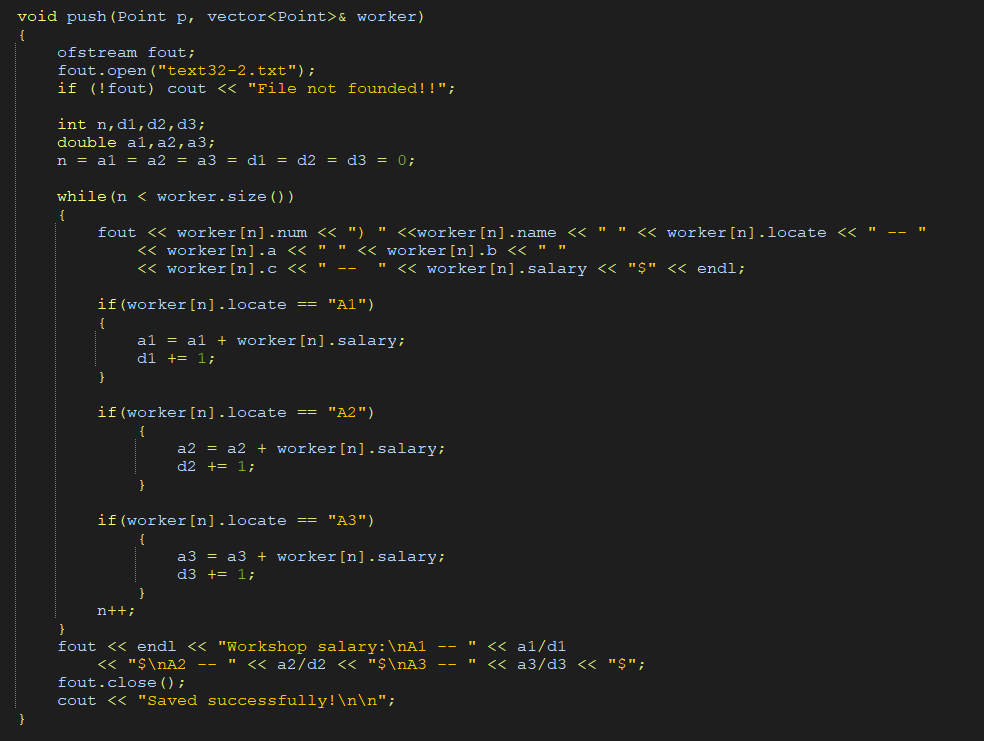 void push(Point p, vector<Point>& worker)
{
    ofstream fout;
    fout.open("text32-2.txt");
    if (!fout) cout << "File not founded!!";

    int n,d1,d2,d3;
    double a1,a2,a3;
    n = a1 = a2 = a3 = d1 = d2 = d3 = 0;

    while(n < worker.size())
    {
        fout << worker[n].num << ") " <<worker[n].name << " " << worker[n].locate << " -- "
            << worker[n].a << " " << worker[n].b << " "
            << worker[n].c << " --  " << worker[n].salary << "$" << endl;

        if(worker[n].locate == "A1")
        {
            a1 = a1 + worker[n].salary;
            d1 += 1;
        }

        if(worker[n].locate == "A2")
            {
                a2 = a2 + worker[n].salary;
                d2 += 1;
            }

        if(worker[n].locate == "A3")
            {
                a3 = a3 + worker[n].salary;
                d3 += 1;
            }
        n++;
    }
    fout << endl << "Workshop salary:\nA1 -- " << a1/d1
        << "$\nA2 -- " << a2/d2 << "$\nA3 -- " << a3/d3 << "$";
    fout.close();
    cout << "Saved successfully!\n\n";
}